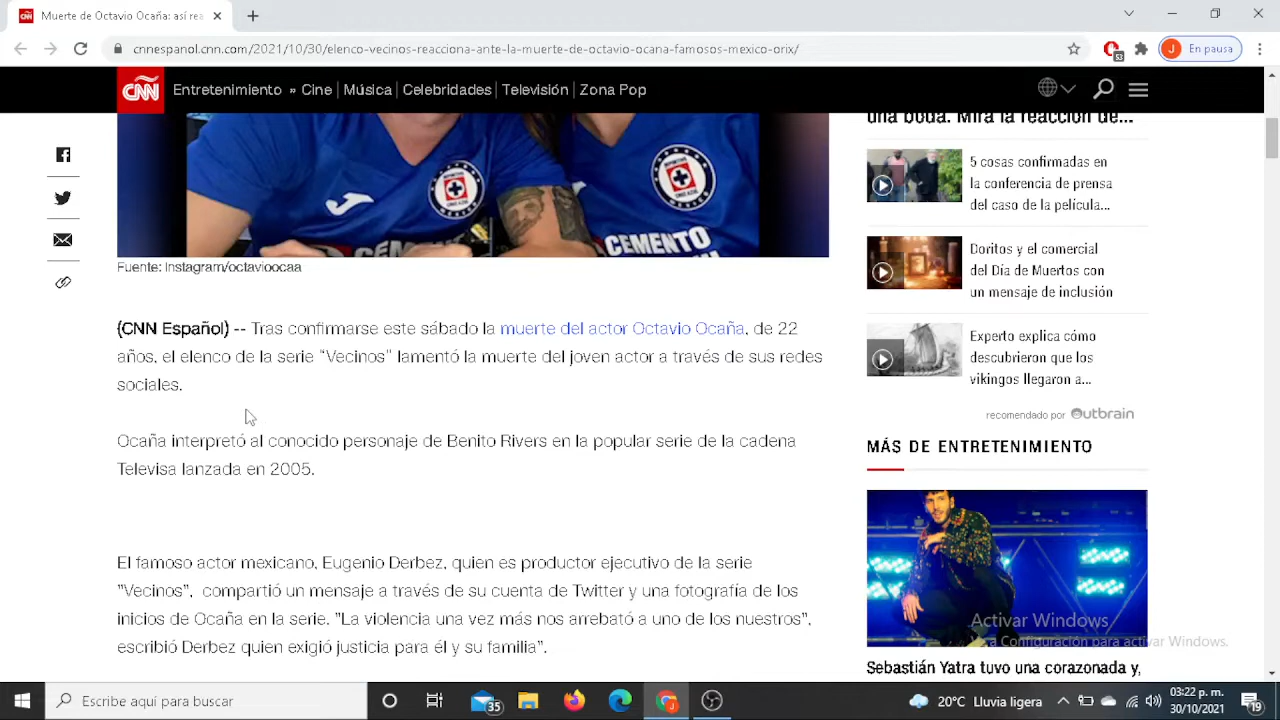 Muerte de Octavio Ocaña: así rea
cnnespanol.cnn.com/2021/10/30/elenco-vecinos-reacciona-ante-la-muerte-de-octavio-ocana-famosos-mexico-orix/
53
J En pausa
CNN Entretenimiento » Cine Música Celebridades Televisión Zona Pop
una boda. Mira la reacción de...
5 cosas confirmadas en
la conferencia de prensa
del caso de la película...
Doritos y el comercial
del Día de Muertos con
un mensaje de inclusión
Experto explica cómo
descubrieron que los
vikingos llegaron a...
recomendado por Outbrain
MÁS DE ENTRETENIMIENTO
CRUZ AZUL
CRUZ AZUL
CEMENTO
Fuente: Instagram/octavioocaa
(CNN Español) -- Tras confirmarse este sábado la muerte del actor Octavio Ocaña, de 22
años, el elenco de la serie "Vecinos" lamentó la muerte del joven actor a través de sus redes
sociales.
Ocaña interpretó al conocido personaje de Benito Rivers en la popular serie de la cadena
Televisa lanzada en 2005.
El famoso actor mexicano, Eugenio Derbez, quien es productor ejecutivo de la serie
"Vecinos", compartió un mensaje a través de su cuenta de Twitter y una fotografía de los
inicios de Ocaña en la serie. "La violencia una vez más nos arrebató a uno de los nuestros",
escribió Derbez quien exigió justicia para él y su familia".
Activar Windows
Ve a Configuración para activar Windows.
Sebastián Yatra tuvo una corazonada y,
Escribe aquí para buscar
35
20°C Lluvia ligera
03:22 p. m.
30/10/2021
19